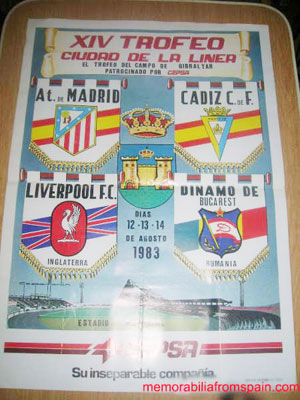 XIV TROFEO
CIUDAD DE LA LINEA
EL TROFEO DEL CAMPO DE GIBRALTAR
PATROCINADO POR CEPSA
At. DE MADRID
CADIZ C. DE F.
LIVERPOOL F.C.
INGLATERRA
DINAMO DE
BUCAREST
RUMANIA
DIAS
12-13-14
DE AGOSTO
1983
ESTADIO
CEPSA
Su inseparable compañía.
memorabiliafromspain.com